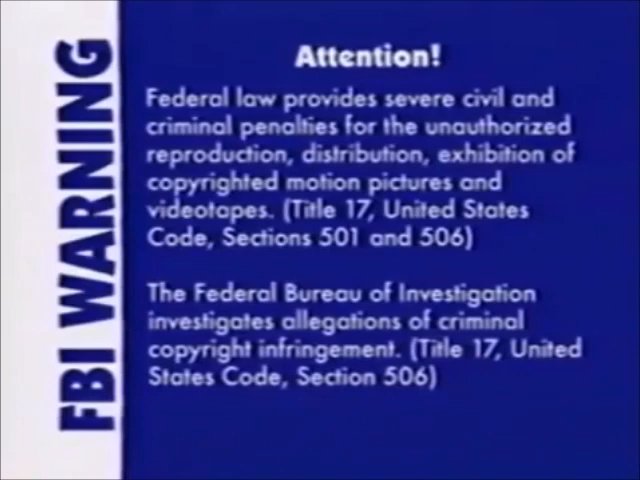 FBI WARNING
Attention!
Federal law provides severe civil and
criminal penalties for the unauthorized
reproduction, distribution, exhibition of
copyrighted motion pictures and
videotapes. (Title 17, United States
Code, Sections 501 and 506)
The Federal Bureau of Investigation
investigates allegations of criminal
copyright infringement. (Title 17, United
States Code, Section 506)